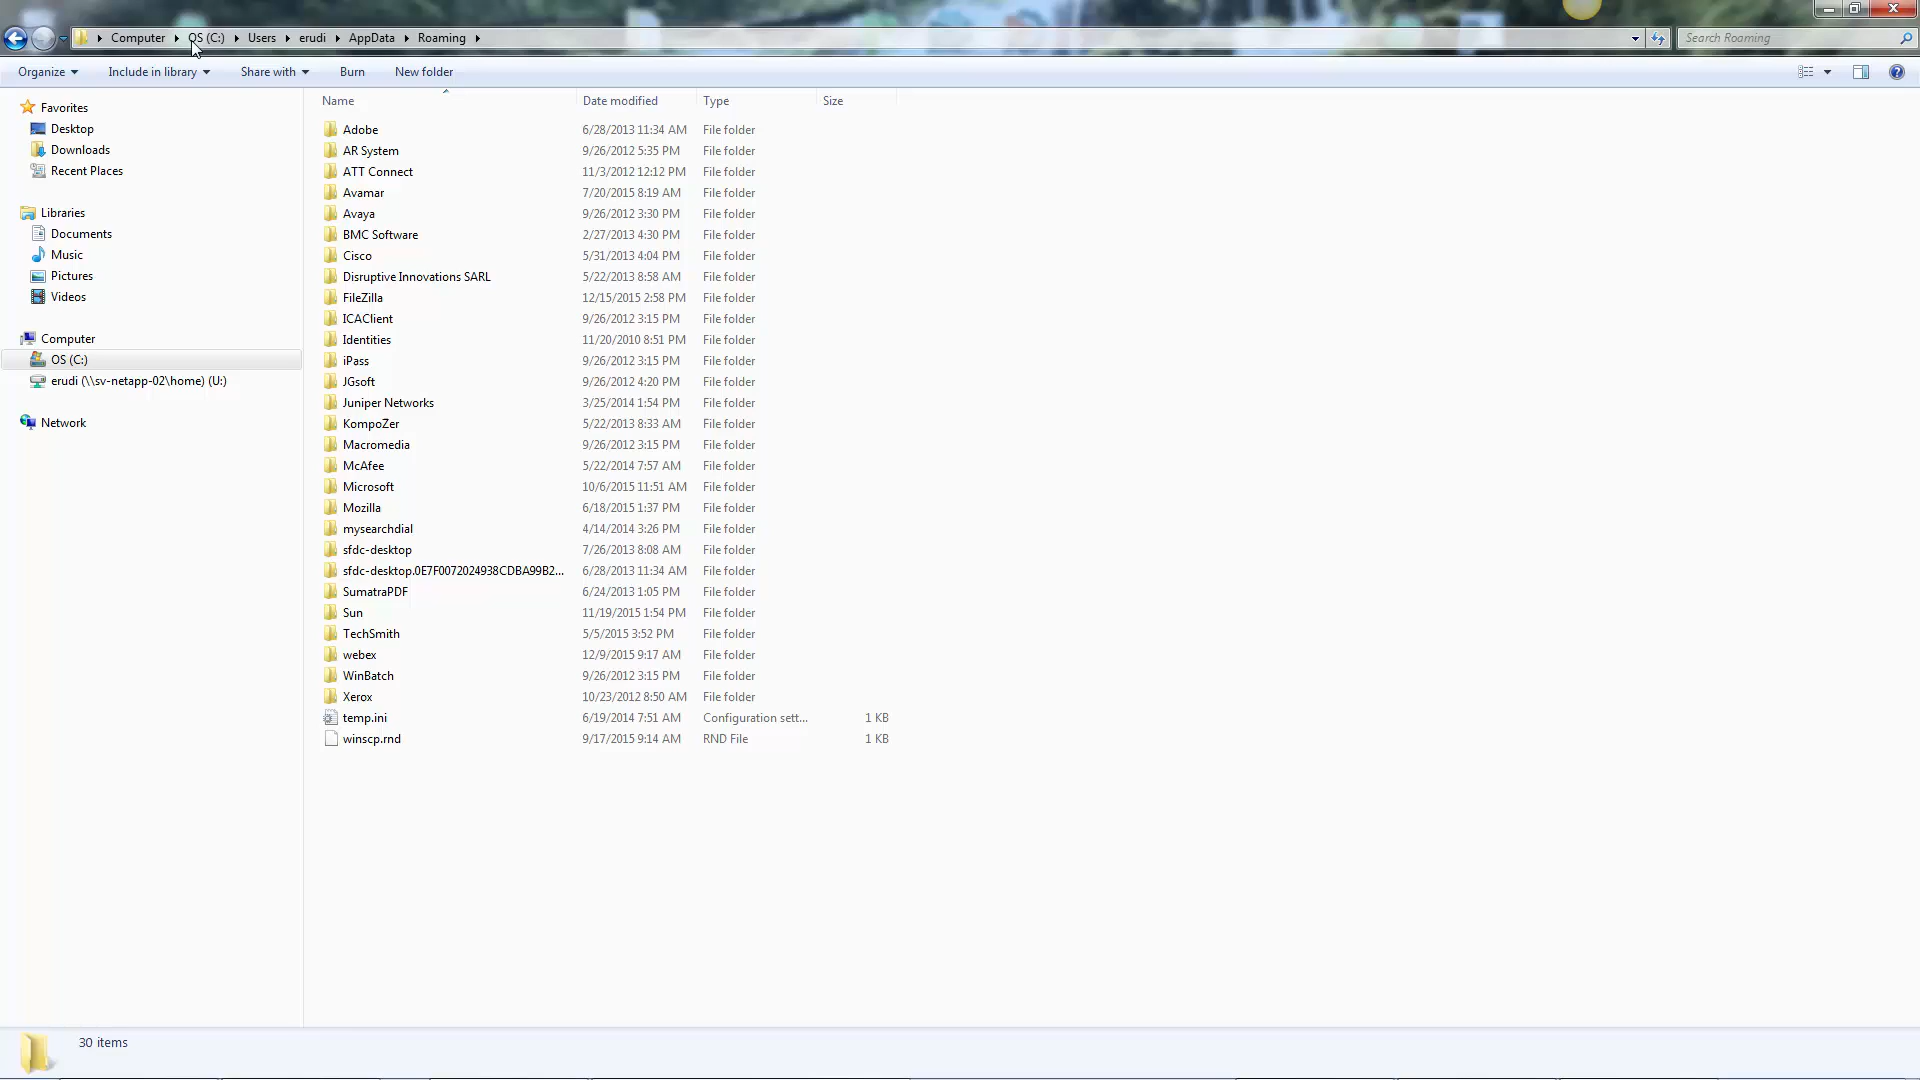 Computer OS (C:) Users erudi AppData Roaming Search Roaming
Organize Include in library Share with Burn New folder
Favorites
Desktop
Downloads
Recent Places
Libraries
Documents
Music
Pictures
Videos
Computer
OS (C:)
erudi (\\sv-netapp-02\home) (U:)
Network
Name Date modified Type Size
Adobe 6/28/2013 11:34 AM File folder
AR System 9/26/2012 5:35 PM File folder
ATT Connect 11/3/2012 12:12 PM File folder
Avamar 7/20/2015 8:19 AM File folder
Avaya 9/26/2012 3:30 PM File folder
BMC Software 2/27/2013 4:30 PM File folder
Cisco 5/31/2013 4:04 PM File folder
Disruptive Innovations SARL 5/22/2013 8:58 AM File folder
FileZilla 12/15/2015 2:58 PM File folder
ICAClient 9/26/2012 3:15 PM File folder
Identities 11/20/2010 8:51 PM File folder
iPass 9/26/2012 3:15 PM File folder
JGsoft 9/26/2012 4:20 PM File folder
Juniper Networks 3/25/2014 1:54 PM File folder
KompoZer 5/22/2013 8:33 AM File folder
Macromedia 9/26/2012 3:15 PM File folder
McAfee 5/22/2014 7:57 AM File folder
Microsoft 10/6/2015 11:51 AM File folder
Mozilla 6/18/2015 1:37 PM File folder
mysearchdial 4/14/2014 3:26 PM File folder
sfdc-desktop 7/26/2013 8:08 AM File folder
sfdc-desktop.0E7F0072024938CDBA99B2... 6/28/2013 11:34 AM File folder
SumatraPDF 6/24/2013 1:05 PM File folder
Sun 11/19/2015 1:54 PM File folder
TechSmith 5/5/2015 3:52 PM File folder
webex 12/9/2015 9:17 AM File folder
WinBatch 9/26/2012 3:15 PM File folder
Xerox 10/23/2012 8:50 AM File folder
temp.ini 6/19/2014 7:51 AM Configuration sett... 1 KB
winscp.rnd 9/17/2015 9:14 AM RND File 1 KB
30 items